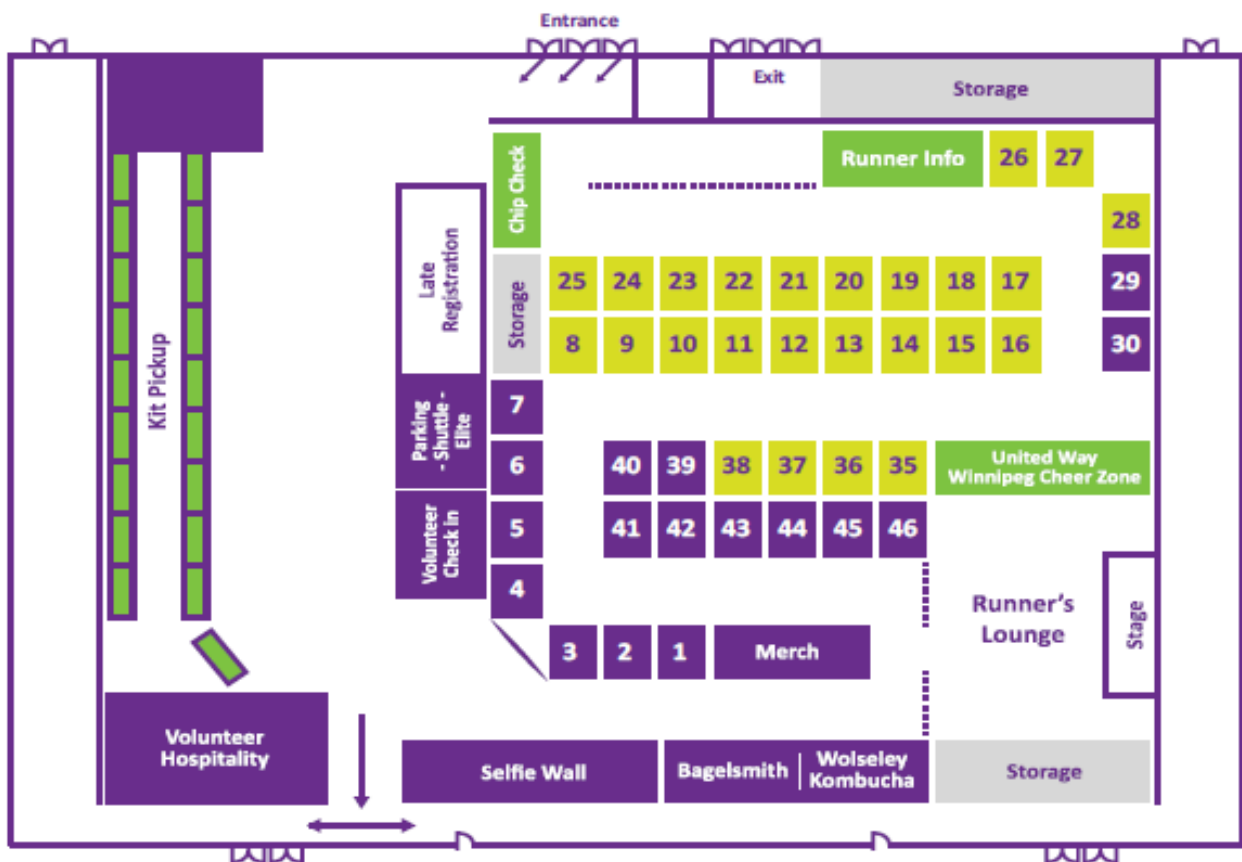 Entrance
Exit
Storage
Runner Info
26
27
Chip Check
28
Late
Registration
Storage
25
24
23
22
21
20
19
18
17
29
8
9
10
11
12
13
14
15
16
30
Kit Pickup
Parking
- Shuttle -
Elite
7
6
40
39
38
37
36
35
United Way
Winnipeg Cheer Zone
Volunteer
Check in
5
41
42
43
44
45
46
4
Runner's
Lounge
Stage
3
2
1
Merch
Volunteer
Hospitality
Selfie Wall
Bagelsmith
Wolseley
Kombucha
Storage